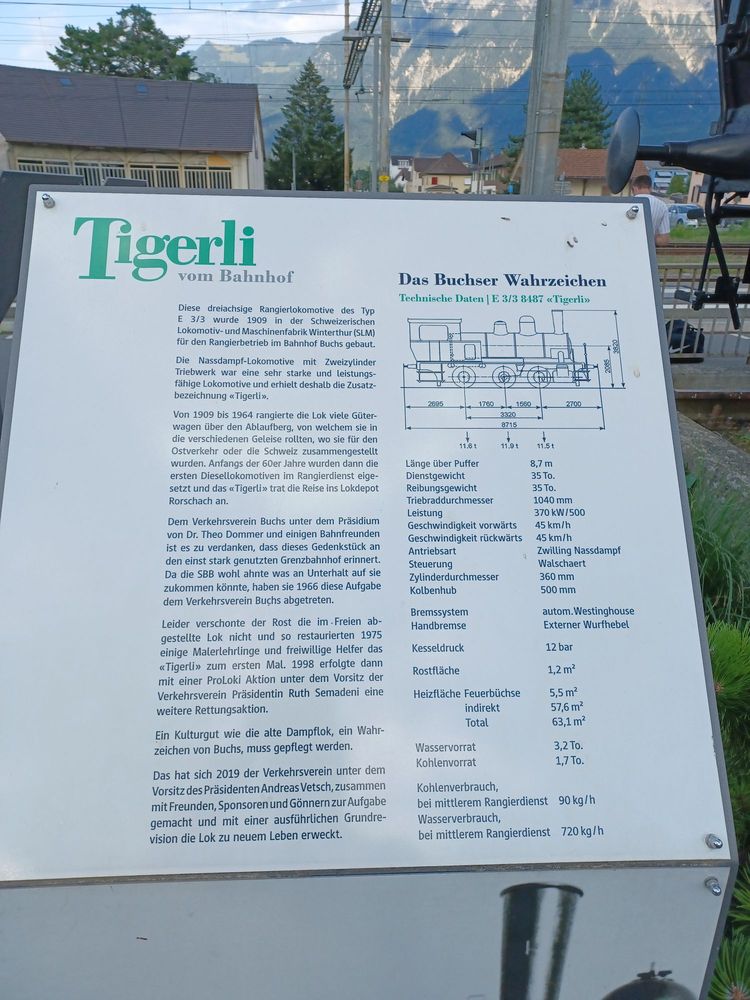 Tigerli
vom Bahnhof
Diese dreiachsige Rangierlokomotive des Typ
E 3/3 wurde 1909 in der Schweizerischen
Lokomotiv- und Maschinenfabrik Winterthur (SLM)
für den Rangierbetrieb im Bahnhof Buchs gebaut.
Die Nassdampf-Lokomotive mit Zweizylinder
Triebwerk war eine sehr starke und leistungs-
fähige Lokomotive und erhielt deshalb die Zusatz-
bezeichnung «Tigerli».
Von 1909 bis 1964 rangierte die Lok viele Güter-
wagen über den Ablaufberg, von welchem sie in
die verschiedenen Geleise rollten, wo sie für den
Ostverkehr oder die Schweiz zusammengestellt
wurden. Anfangs der 60er Jahre wurden dann die
ersten Diesellokomotiven im Rangierdienst einge-
setzt und das «Tigerli» trat die Reise ins Lokdepot
Rorschach an.
Dem Verkehrsverein Buchs unter dem Präsidium
von Dr. Theo Dommer und einigen Bahnfreunden
ist es zu verdanken, dass dieses Gedenkstück an
den einst stark genutzten Grenzbahnhof erinnert.
Da die SBB wohl ahnte was an Unterhalt auf sie
zukommen könnte, haben sie 1966 diese Aufgabe
dem Verkehrsverein Buchs abgetreten.
Leider verschonte der Rost die im Freien ab-
gestellte Lok nicht und so restaurierten 1975
einige Malerlehrlinge und freiwillige Helfer das
«Tigerli» zum ersten Mal. 1998 erfolgte dann
mit einer ProLoki Aktion unter dem Vorsitz der
Verkehrsverein Präsidentin Ruth Semadeni eine
weitere Rettungsaktion.
Ein Kulturgut wie die alte Dampflok, ein Wahr-
zeichen von Buchs, muss gepflegt werden.
Das hat sich 2019 der Verkehrsverein unter dem
Vorsitz des Präsidenten Andreas Vetsch, zusammen
mit Freunden, Sponsoren und Gönnern zur Aufgabe
gemacht und mit einer ausführlichen Grundre-
vision die Lok zu neuem Leben erweckt.
Das Buchser Wahrzeichen
Technische Daten | E 3/3 8487 «Tigerli»
2695 1760 1560 2700
3320
8715
11.6 t 11.9 t 11.5 t
Länge über Puffer 8,7 m
Dienstgewicht 35 To.
Reibungsgewicht 35 To.
Triebraddurchmesser 1040 mm
Leistung 370 kW/500
Geschwindigkeit vorwärts 45 km/h
Geschwindigkeit rückwärts 45 km/h
Antriebsart Zwilling Nassdampf
Steuerung Walschaert
Zylinderdurchmesser 360 mm
Kolbenhub 500 mm
Bremssystem autom.Westinghouse
Handbremse Externer Wurfhebel
Kesseldruck 12 bar
Rostfläche 1,2 m²
Heizfläche Feuerbüchse 5,5 m²
indirekt 57,6 m²
Total 63,1 m²
Wasservorrat 3,2 To.
Kohlenvorrat 1,7 To.
Kohlenverbrauch,
bei mittlerem Rangierdienst 90 kg/h
Wasserverbrauch,
bei mittlerem Rangierdienst 720 kg/h